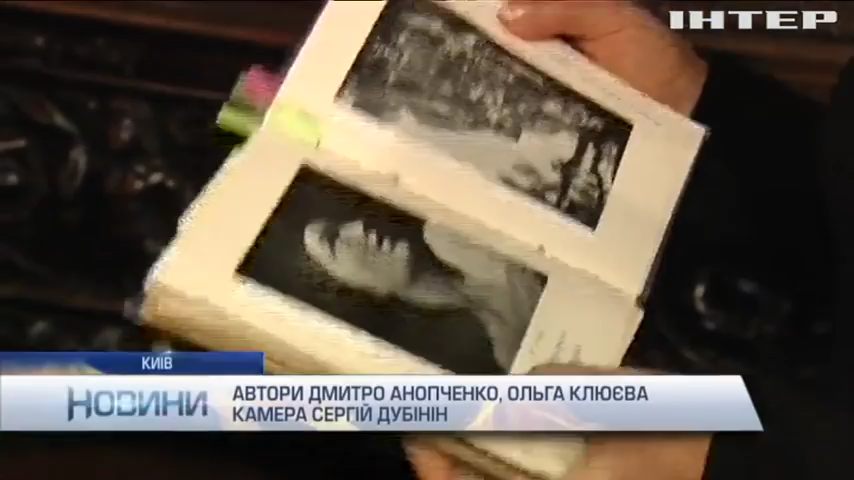 ІНТЕР
КИЇВ
НОВИНИ
АВТОРИ ДМИТРО АНОПЧЕНКО, ОЛЬГА КЛЮЄВА
КАМЕРА СЕРГІЙ ДУБІНІН